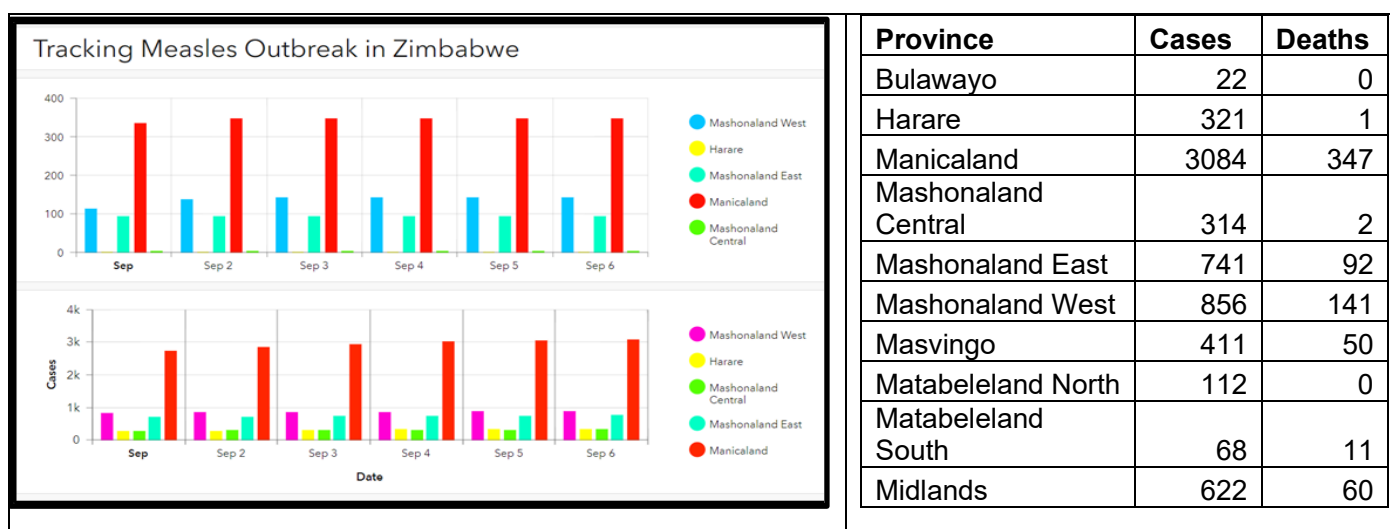 Tracking Measles Outbreak in Zimbabwe
400
300
200
100
0
Sep Sep 2 Sep 3 Sep 4 Sep 5 Sep 6
Mashonaland West
Harare
Mashonaland East
Manicaland
Mashonaland
Central
4k
3k
2k
1k
0
Cases
Sep Sep 2 Sep 3 Sep 4 Sep 5 Sep 6
Date
Mashonaland West
Harare
Mashonaland
Central
Mashonaland East
Manicaland
Province Cases Deaths
Bulawayo 22 0
Harare 321 1
Manicaland 3084 347
Mashonaland
Central 314 2
Mashonaland East 741 92
Mashonaland West 856 141
Masvingo 411 50
Matabeleland North 112 0
Matabeleland
South 68 11
Midlands 622 60